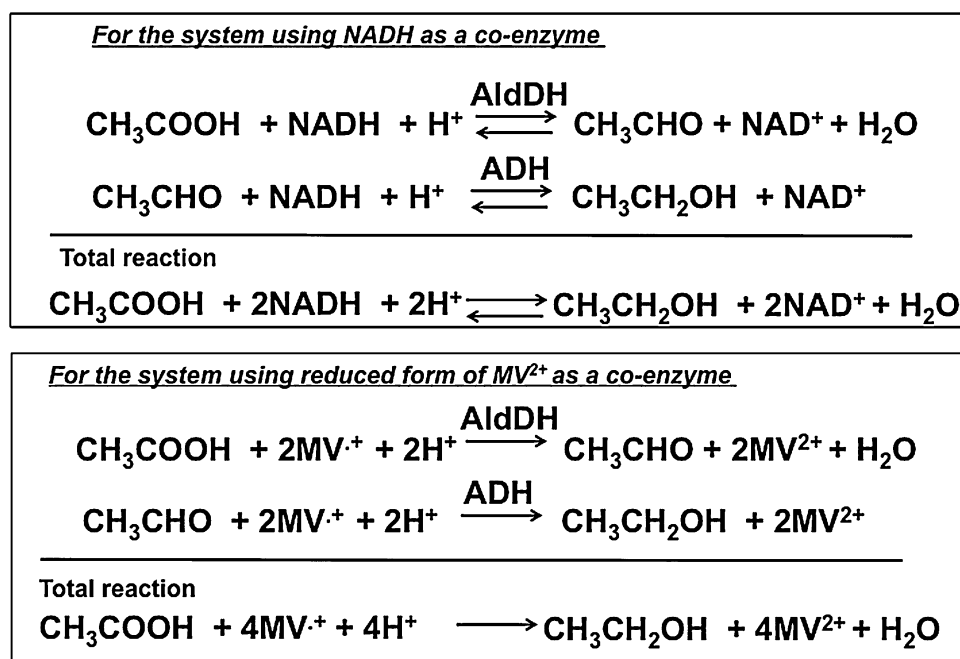 For the system using NADH as a co-enzyme
AldDH
CH₃COOH + NADH + H⁺ ⇌ CH₃CHO + NAD⁺ + H₂O
ADH
CH₃CHO + NADH + H⁺ ⇌ CH₃CH₂OH + NAD⁺
Total reaction
CH₃COOH + 2NADH + 2H⁺ ⇌ CH₃CH₂OH + 2NAD⁺ + H₂O
For the system using reduced form of MV²⁺ as a co-enzyme
AldDH
CH₃COOH + 2MV·⁺ + 2H⁺ → CH₃CHO + 2MV²⁺ + H₂O
ADH
CH₃CHO + 2MV·⁺ + 2H⁺ → CH₃CH₂OH + 2MV²⁺
Total reaction
CH₃COOH + 4MV·⁺ + 4H⁺ → CH₃CH₂OH + 4MV²⁺ + H₂O